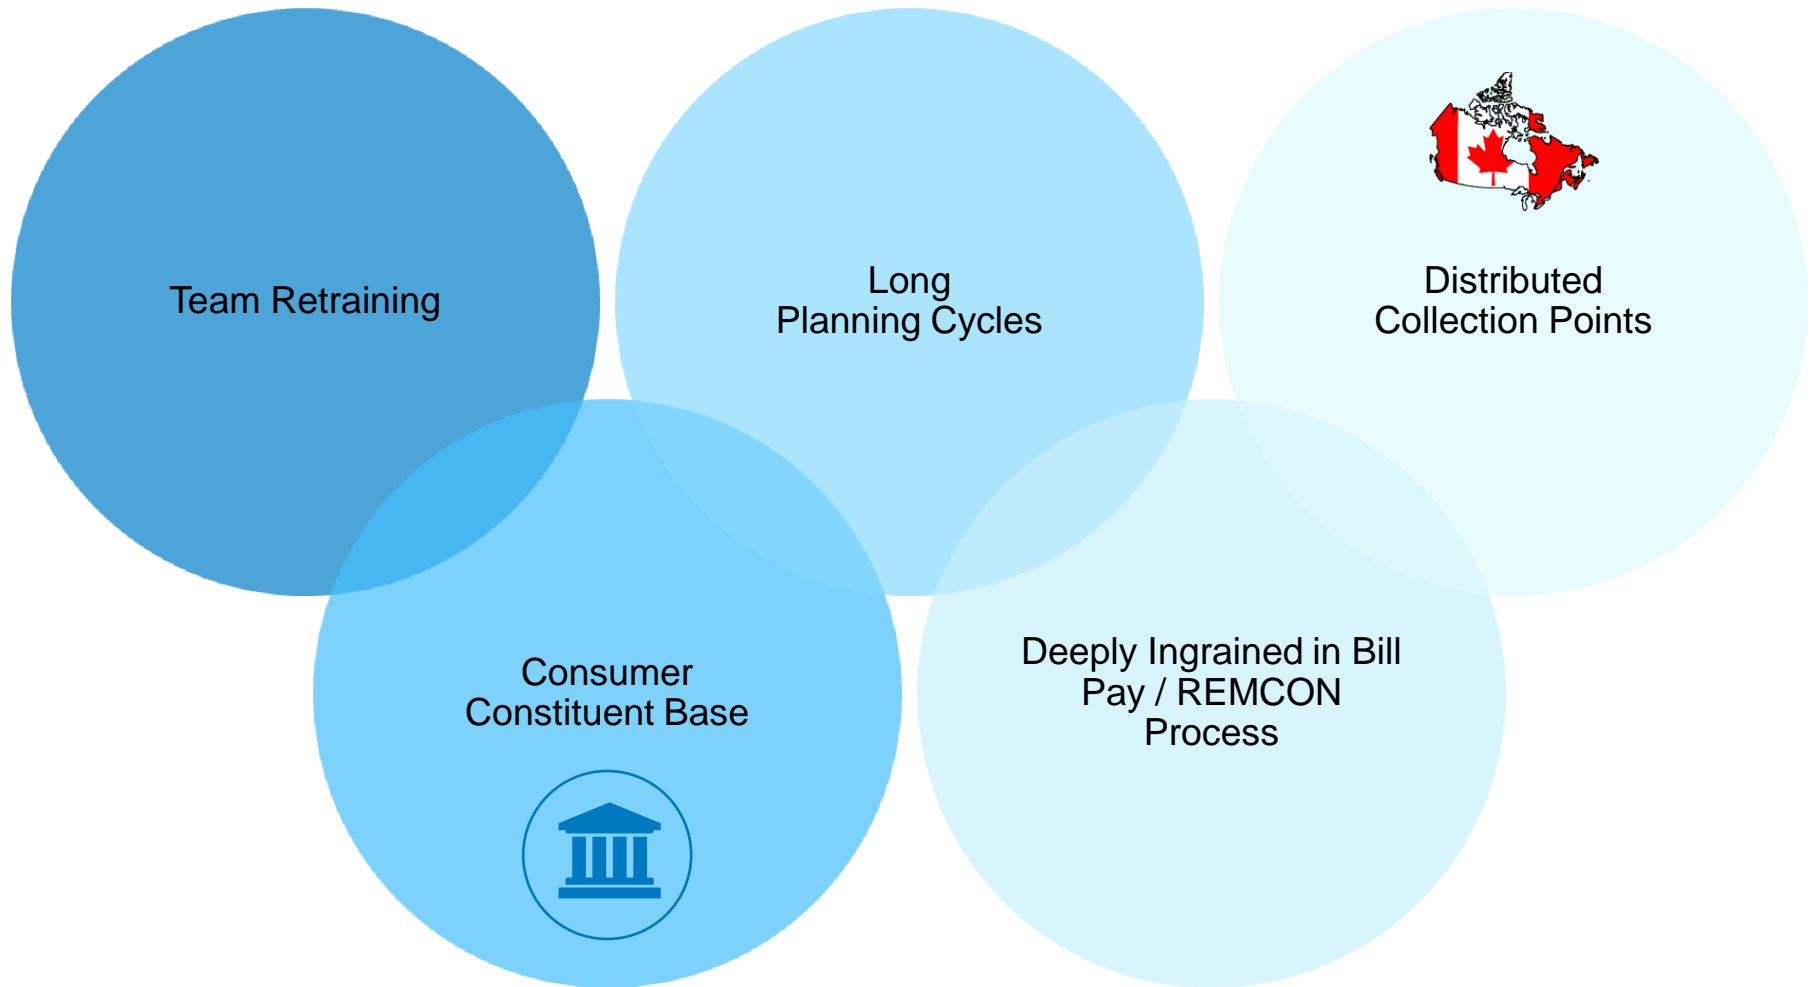 Team Retraining
Long
Planning Cycles
Distributed
Collection Points
Consumer
Constituent Base
Deeply Ingrained in Bill
Pay / REMCON
Process